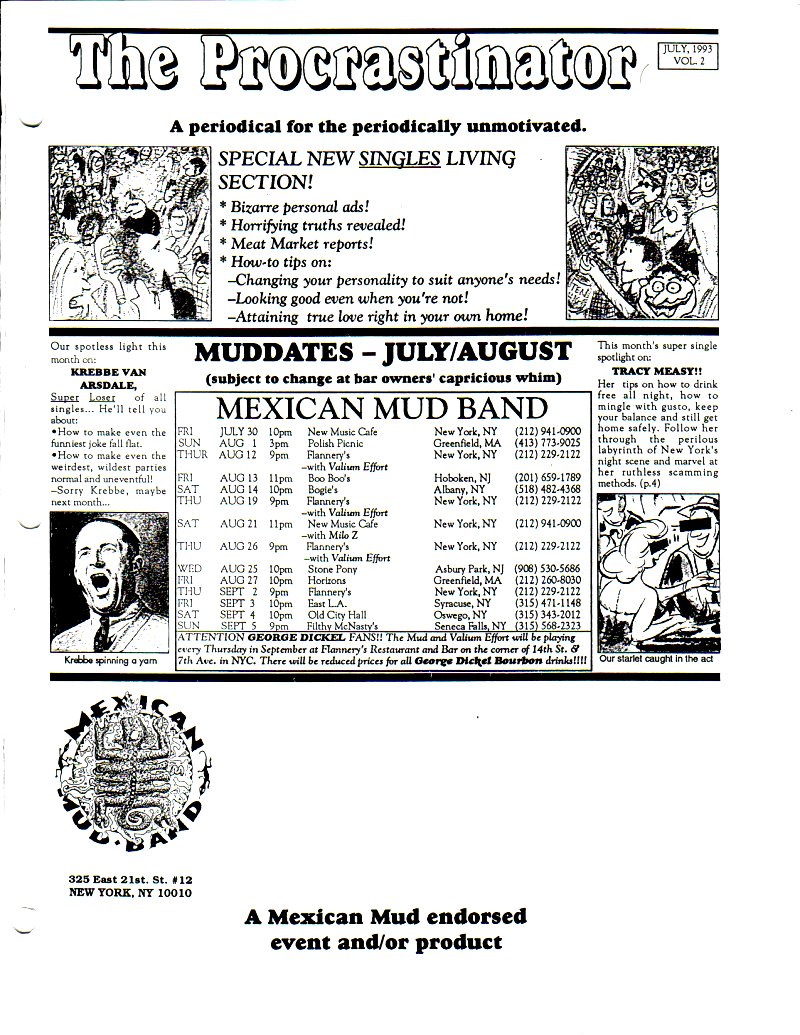 The Procrastinator
JULY, 1993
VOL. 2
A periodical for the periodically unmotivated.
SPECIAL NEW SINGLES LIVING
SECTION!
* Bizarre personal ads!
* Horrifying truths revealed!
* Meat Market reports!
* How-to tips on:
–Changing your personality to suit anyone's needs!
–Looking good even when you're not!
–Attaining true love right in your own home!
Our spotless light this
month on:
KREBBE VAN
ARSDALE,
Super Loser of all
singles... He'll tell you
about:
•How to make even the
funniest joke fall flat.
•How to make even the
weirdest, wildest parties
normal and uneventful!
–Sorry Krebbe, maybe
next month...
Krebbe spinning a yarn
MUDDATES – JULY/AUGUST
(subject to change at bar owners' capricious whim)
MEXICAN MUD BAND
FRI JULY 30 10pm New Music Cafe New York, NY (212) 941-0900
SUN AUG 1 3pm Polish Picnic Greenfield, MA (413) 773-9025
THUR AUG 12 9pm Flannery's New York, NY (212) 229-2122
–with Valium Effort
FRI AUG 13 11pm Boo Boo's Hoboken, NJ (201) 659-1789
SAT AUG 14 10pm Bogie's Albany, NY (518) 482-4368
THU AUG 19 9pm Flannery's New York, NY (212) 229-2122
–with Valium Effort
SAT AUG 21 11pm New Music Cafe New York, NY (212) 941-0900
–with Milo Z
THU AUG 26 9pm Flannery's New York, NY (212) 229-2122
–with Valium Effort
WED AUG 25 10pm Stone Pony Asbury Park, NJ (908) 530-5686
FRI AUG 27 10pm Horizons Greenfield, MA (212) 260-8030
THU SEPT 2 9pm Flannery's New York, NY (212) 229-2122
FRI SEPT 3 10pm East L.A. Syracuse, NY (315) 471-1148
SAT SEPT 4 10pm Old City Hall Oswego, NY (315) 343-2012
SUN SEPT 5 9pm Filthy McNasty's Seneca Falls, NY (315) 568-2323
ATTENTION GEORGE DICKEL FANS!! The Mud and Valium Effort will be playing
every Thursday in September at Flannery's Restaurant and Bar on the corner of 14th St. &
7th Ave. in NYC. There will be reduced prices for all George Dickel Bourbon drinks!!!!
This month's super single
spotlight on:
TRACY MEASY!!
Her tips on how to drink
free all night, how to
mingle with gusto, keep
your balance and still get
home safely. Follow her
through the perilous
labyrinth of New York's
night scene and marvel at
her ruthless scamming
methods. (p.4)
Our starlet caught in the act
MEXICAN
MUD·BAND
325 East 21st. St. #12
NEW YORK, NY 10010
A Mexican Mud endorsed
event and/or product